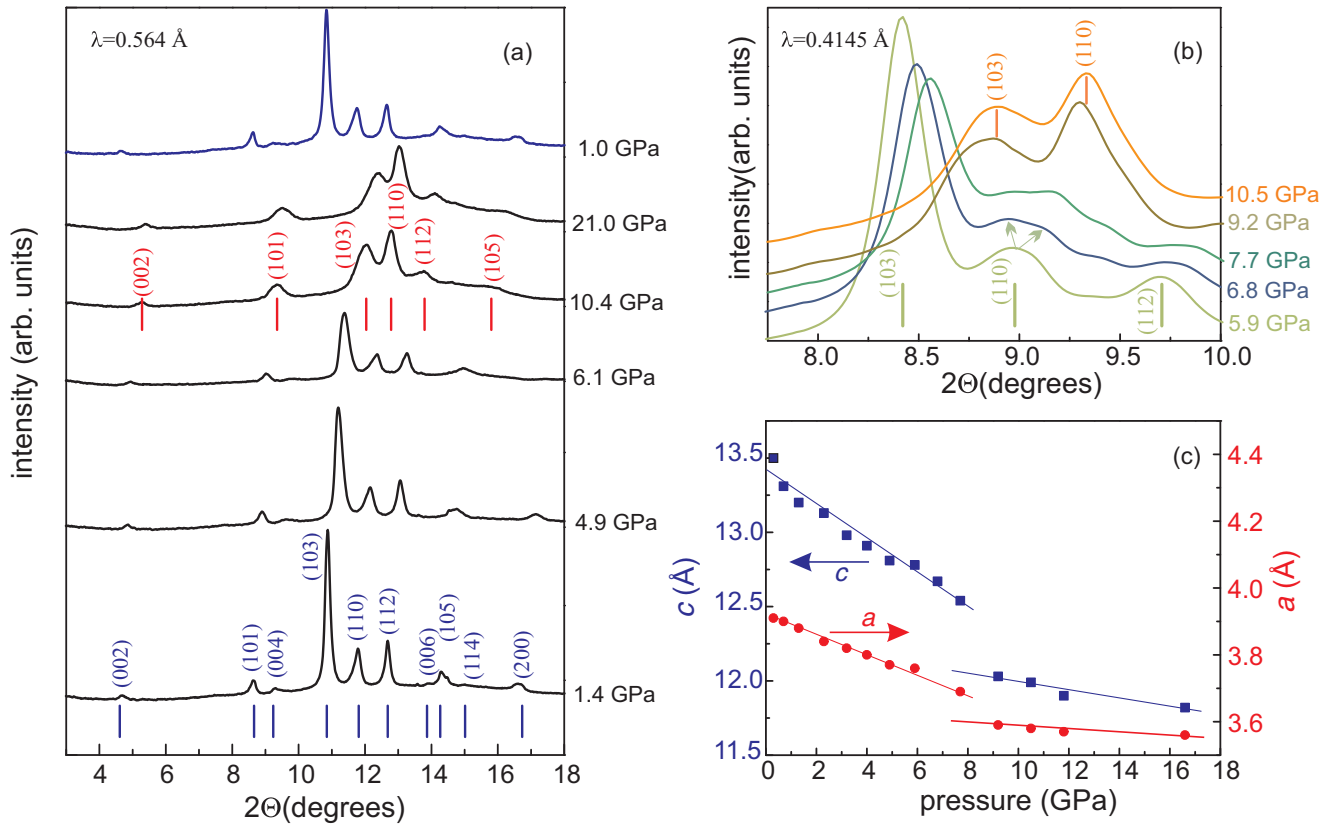 λ=0.564 Å
(a)
1.0 GPa
21.0 GPa
(002)
(101)
(103)
(110)
(112)
(105)
10.4 GPa
6.1 GPa
4.9 GPa
(002)
(101)
(004)
(103)
(110)
(112)
(006)
(105)
(114)
(200)
1.4 GPa
intensity (arb. units)
4 6 8 10 12 14 16 18
2Θ(degrees)
λ=0.4145 Å
(b)
(103)
(110)
10.5 GPa
9.2 GPa
7.7 GPa
6.8 GPa
5.9 GPa
(103)
(110)
(112)
intensity(arb. units)
8.0 8.5 9.0 9.5 10.0
2Θ(degrees)
(c)
13.5
13.0
12.5
12.0
11.5
c (Å)
c
a
4.4
4.2
4.0
3.8
3.6
a (Å)
0 2 4 6 8 10 12 14 16 18
pressure (GPa)